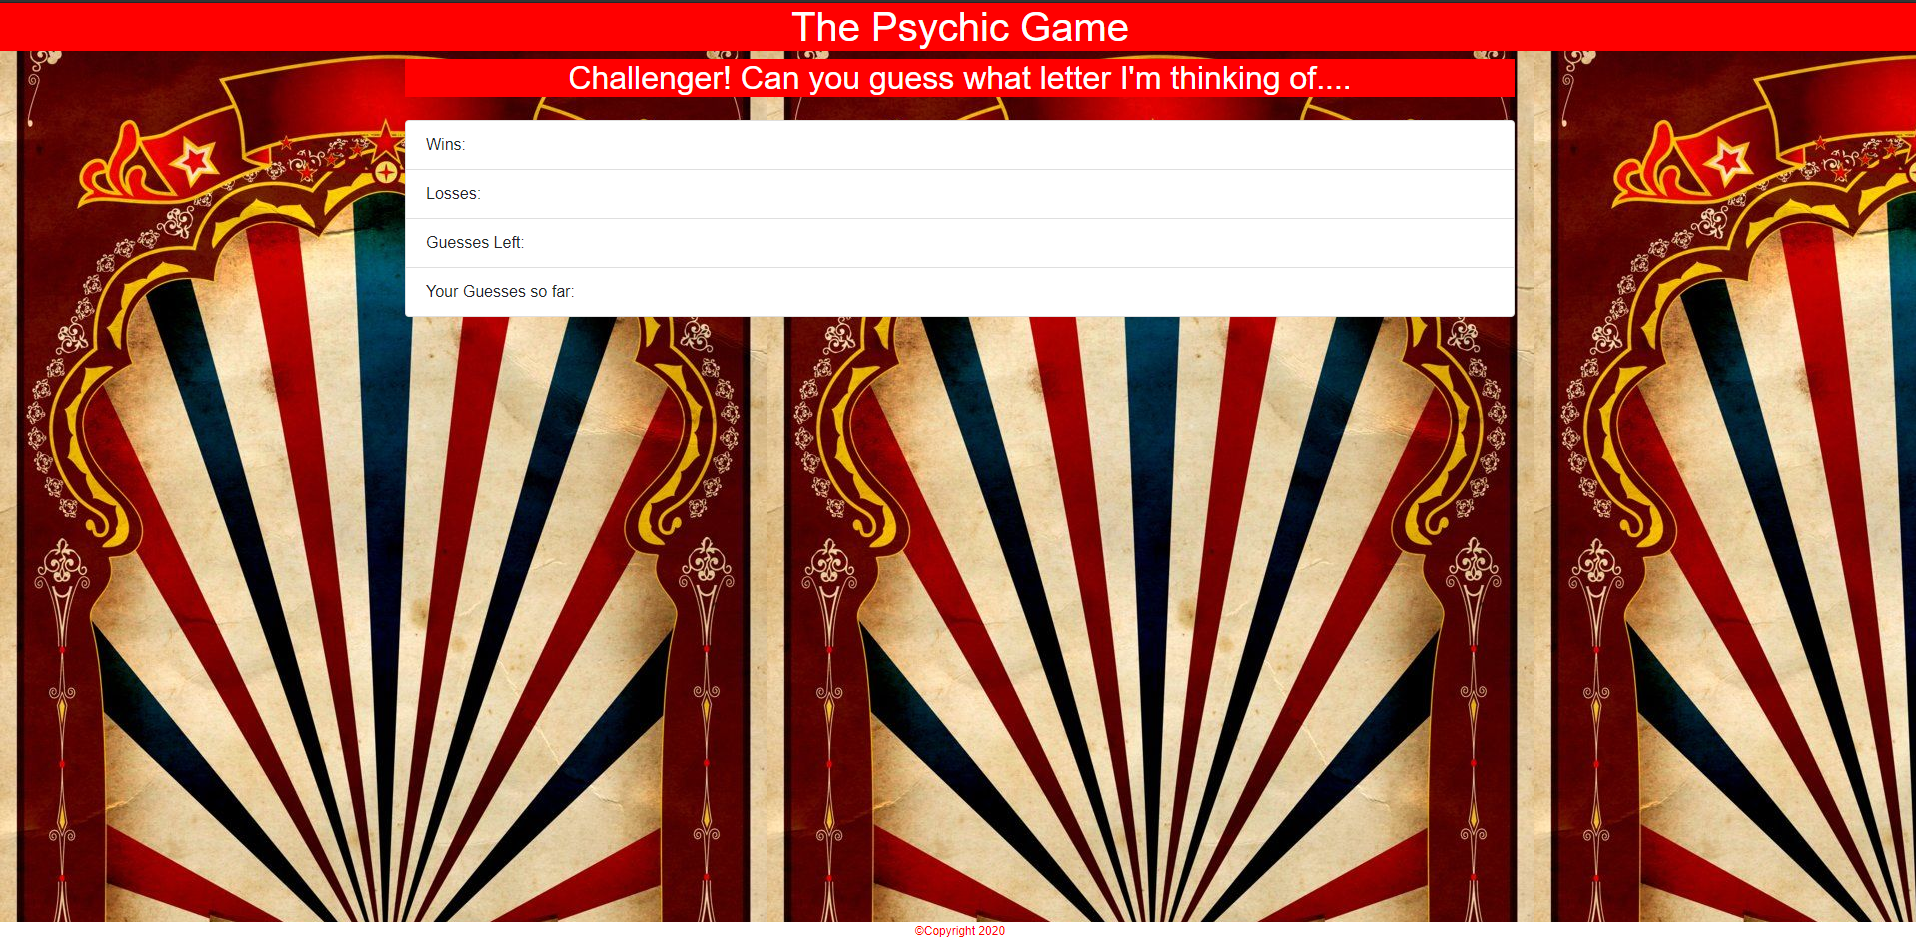 The Psychic Game
Challenger! Can you guess what letter I'm thinking of....
Wins:
Losses:
Guesses Left:
Your Guesses so far:
©Copyright 2020